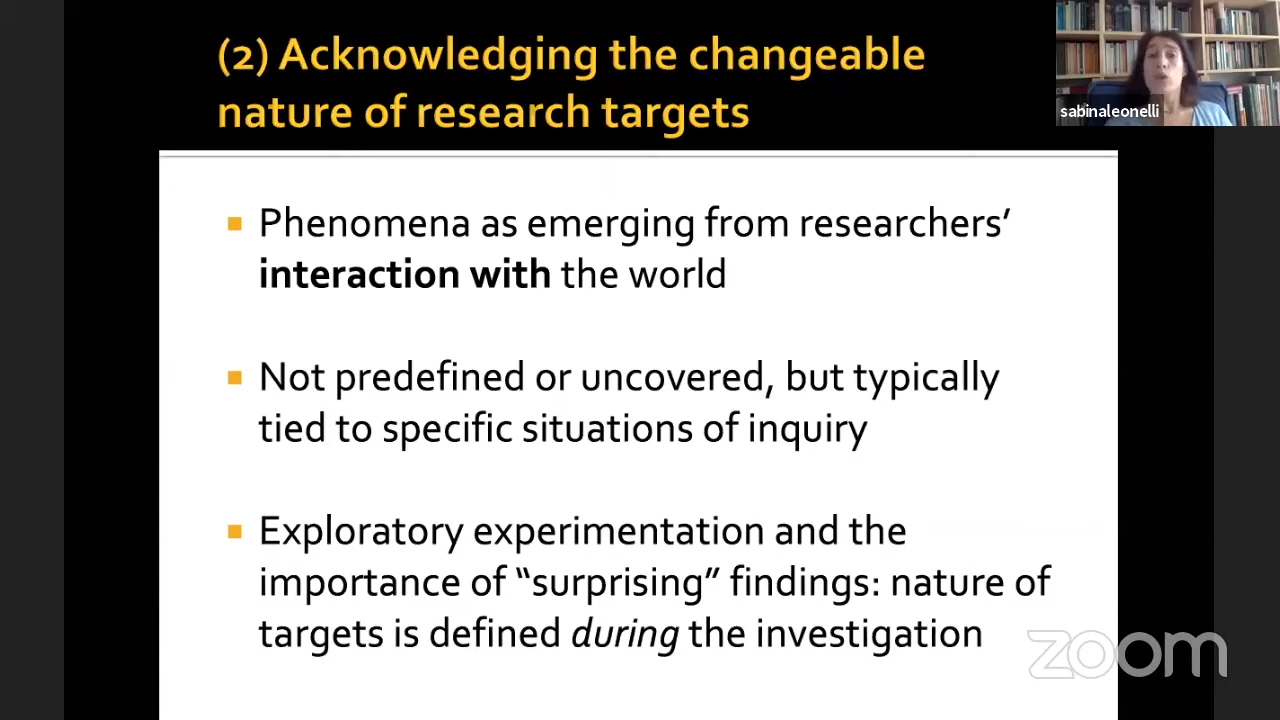 (2) Acknowledging the changeable
nature of research targets
sabinaleonelli
▪ Phenomena as emerging from researchers’
interaction with the world
▪ Not predefined or uncovered, but typically
tied to specific situations of inquiry
▪ Exploratory experimentation and the
importance of “surprising” findings: nature of
targets is defined during the investigation
zoom